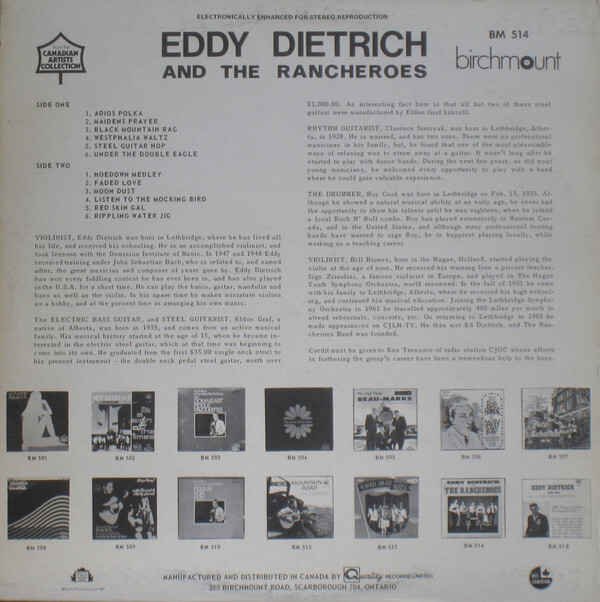 ELECTRONICALLY ENHANCED FOR STEREO REPRODUCTION
from the
CANADIAN
ARTISTS
COLLECTION
EDDY DIETRICH
AND THE RANCHEROES
BM 514
birchmount
SIDE ONE
1. ADIOS POLKA
2. MAIDENS PRAYER
3. BLACK MOUNTAIN RAG
4. WESTPHALIA WALTZ
5. STEEL GUITAR HOP
6. UNDER THE DOUBLE EAGLE
SIDE TWO
1. HOEDOWN MEDLEY
2. FADED LOVE
3. MOON DUST
4. LISTEN TO THE MOCKING BIRD
5. RED SKIN GAL
6. RIPPLING WATER JIG
VIOLINIST, Eddy Dietrich was born in Lethbridge, where he has lived all
his life, and received his schooling. He is an accomplished violinist, and
took lessons with the Dominion Institute of Music. In 1947 and 1948 Eddy
received training under John Sebastian Bach, who is related to, and named
after, the great musician and composer of years gone by. Eddy Dietrich
has won every fiddling contest he has ever been in, and has also played
in the U.S.A. for a short time. He can play the banjo, guitar, mandolin and
bass as well as the violin. In his spare time he makes miniature violins
as a hobby, and at the present time is arranging his own music.
The ELECTRIC BASS GUITAR, and STEEL GUITARIST, Eldon Graf, a
native of Alberta, was born in 1935, and comes from an active musical
family. His musical history started at the age of 15, when he became in-
terested in the electric steel guitar, which at that time was beginning to
come into its own. He graduated from the first $35.00 single neck steel to
his present instrument - the double neck pedal steel guitar, worth over
$1,000.00. An interesting fact here is that all but two of these steel
guitars were manufactured by Eldon Graf himself.
RHYTHM GUITARIST, Clarence Sinnyak, was born in Lethbridge, Alber-
ta, in 1928. He is married, and has two sons. There were no professional
musicians in his family, but, he found that one of the most pleasurable
ways of relaxing was to strum away at a guitar. It wasn't long after he
started to play with dance bands. During the next few years, as did most
young musicians, he welcomed every opportunity to play with a band
where he could gain valuable experience.
THE DRUMMER, Roy Cook was born in Lethbridge on Feb. 13, 1935. Al-
though he showed a natural musical ability at an early age, he never had
the opportunity to show his talents until he was eighteen, when he joined
a local Rock N' Roll combo. Roy has played extensively in Western Can-
ada, and in the United States, and although many professional touring
bands have wanted to sign Roy, he is happiest playing locally, while
working on a teaching career.
VIOLINIST, Bill Broens, born in the Hague, Holland, started playing the
violin at the age of nine. He received his training from a private teacher,
Sign Zirandini, a famous violinist in Europe, and played in The Hague
Youth Symphony Orchestra, world renowned. In the fall of 1951 he came
with his family to Lethbridge, Alberta, where he received his high school-
ing, and continued his musical education. Joining the Lethbridge Sympho-
ny Orchestra in 1961 he travelled approximately 400 miles per month to
attend rehearsals, concerts, etc. On returning to Lethbridge in 1963 he
made appearances on CJLH-TV. He then met Ed Dietrich, and The Ran-
cheroes Band was founded.
Credit must be given to Ken Tremaine of radio station CJOC whose efforts
in furthering the group's career have been a tremendous help to the boys.
DOWNEAST
BEAU-MARKS
BM 501
BM 502
BM 503
BM 504
BM 505
BM 506
BM 507
MOUNTAIN
ROAD
EDDY DIETRICH
THE RANCHEROES
EDDY DIETRICH
BM 508
BM 509
BM 510
BM 512
BM 513
BM 514
MANUFACTURED AND DISTRIBUTED IN CANADA BY Quality RECORDS LIMITED
380 BIRCHMOUNT ROAD, SCARBOROUGH 704, ONTARIO
CANADIAN